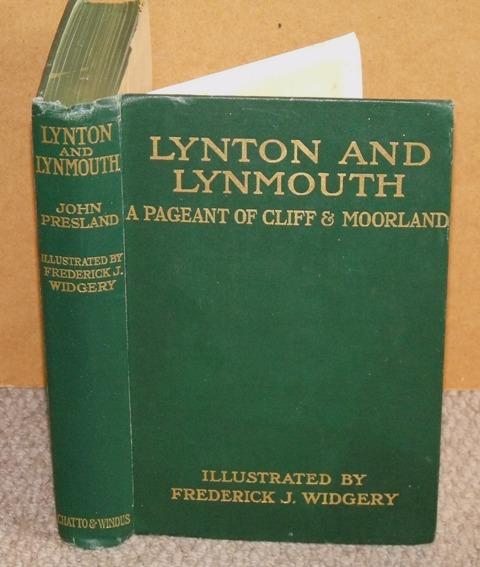 LYNTON
AND
LYNMOUTH
JOHN
PRESLAND
ILLUSTRATED BY
FREDERICK J.
WIDGERY
CHATTO & WINDUS
LYNTON AND
LYNMOUTH
A PAGEANT OF CLIFF & MOORLAND
ILLUSTRATED BY
FREDERICK J. WIDGERY